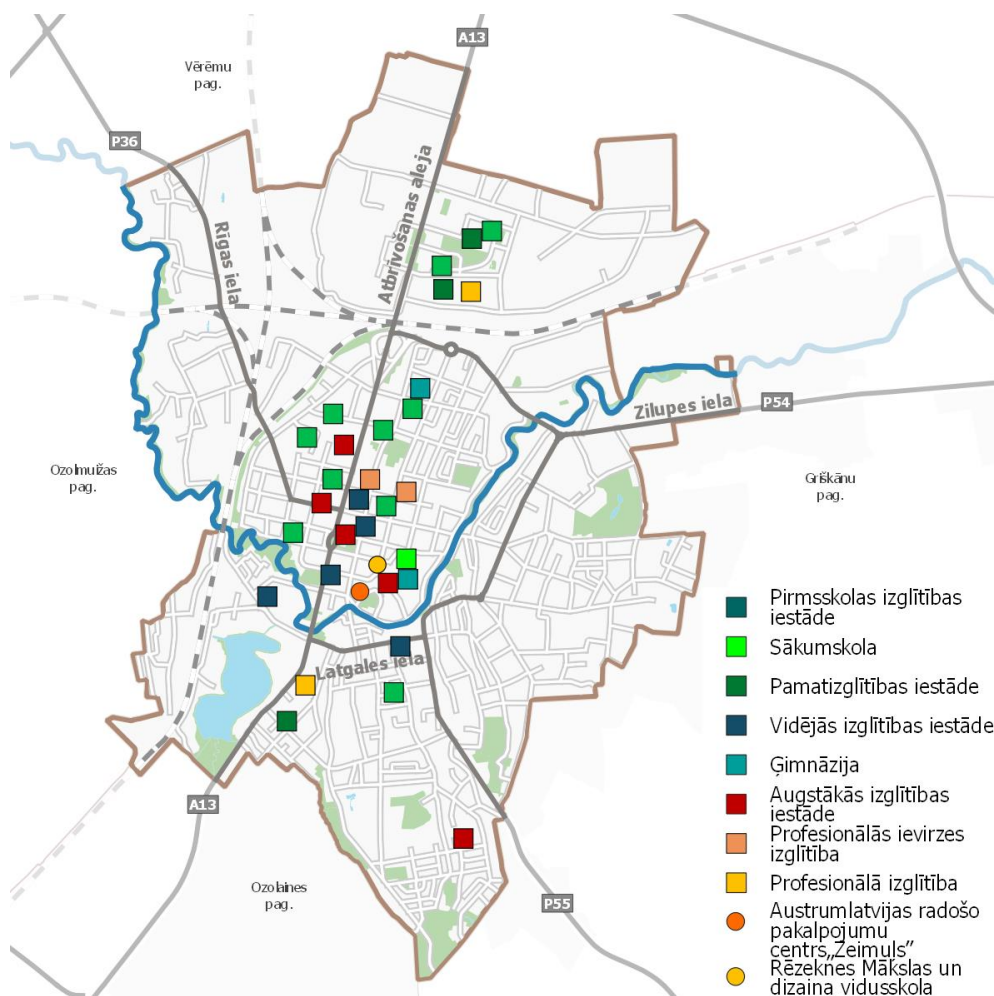 A13
Vērēmu
pag.
P36
Atbrīvošanas aleja
Rīgas iela
Zilupes iela
P54
Ozolmuižas
pag.
Griškānu
pag.
Latgales iela
A13
Ozolaines
pag.
P55
Pirmsskolas izglītības
iestāde
Sākumskola
Pamatizglītības iestāde
Vidējās izglītības iestāde
Ģimnāzija
Augstākās izglītības
iestāde
Profesionālās ievirzes
izglītība
Profesionālā izglītība
Austrumlatvijas radošo
pakalpojumu
centrs„Zeimuļs”
Rēzeknes Mākslas un
dizaina vidusskola